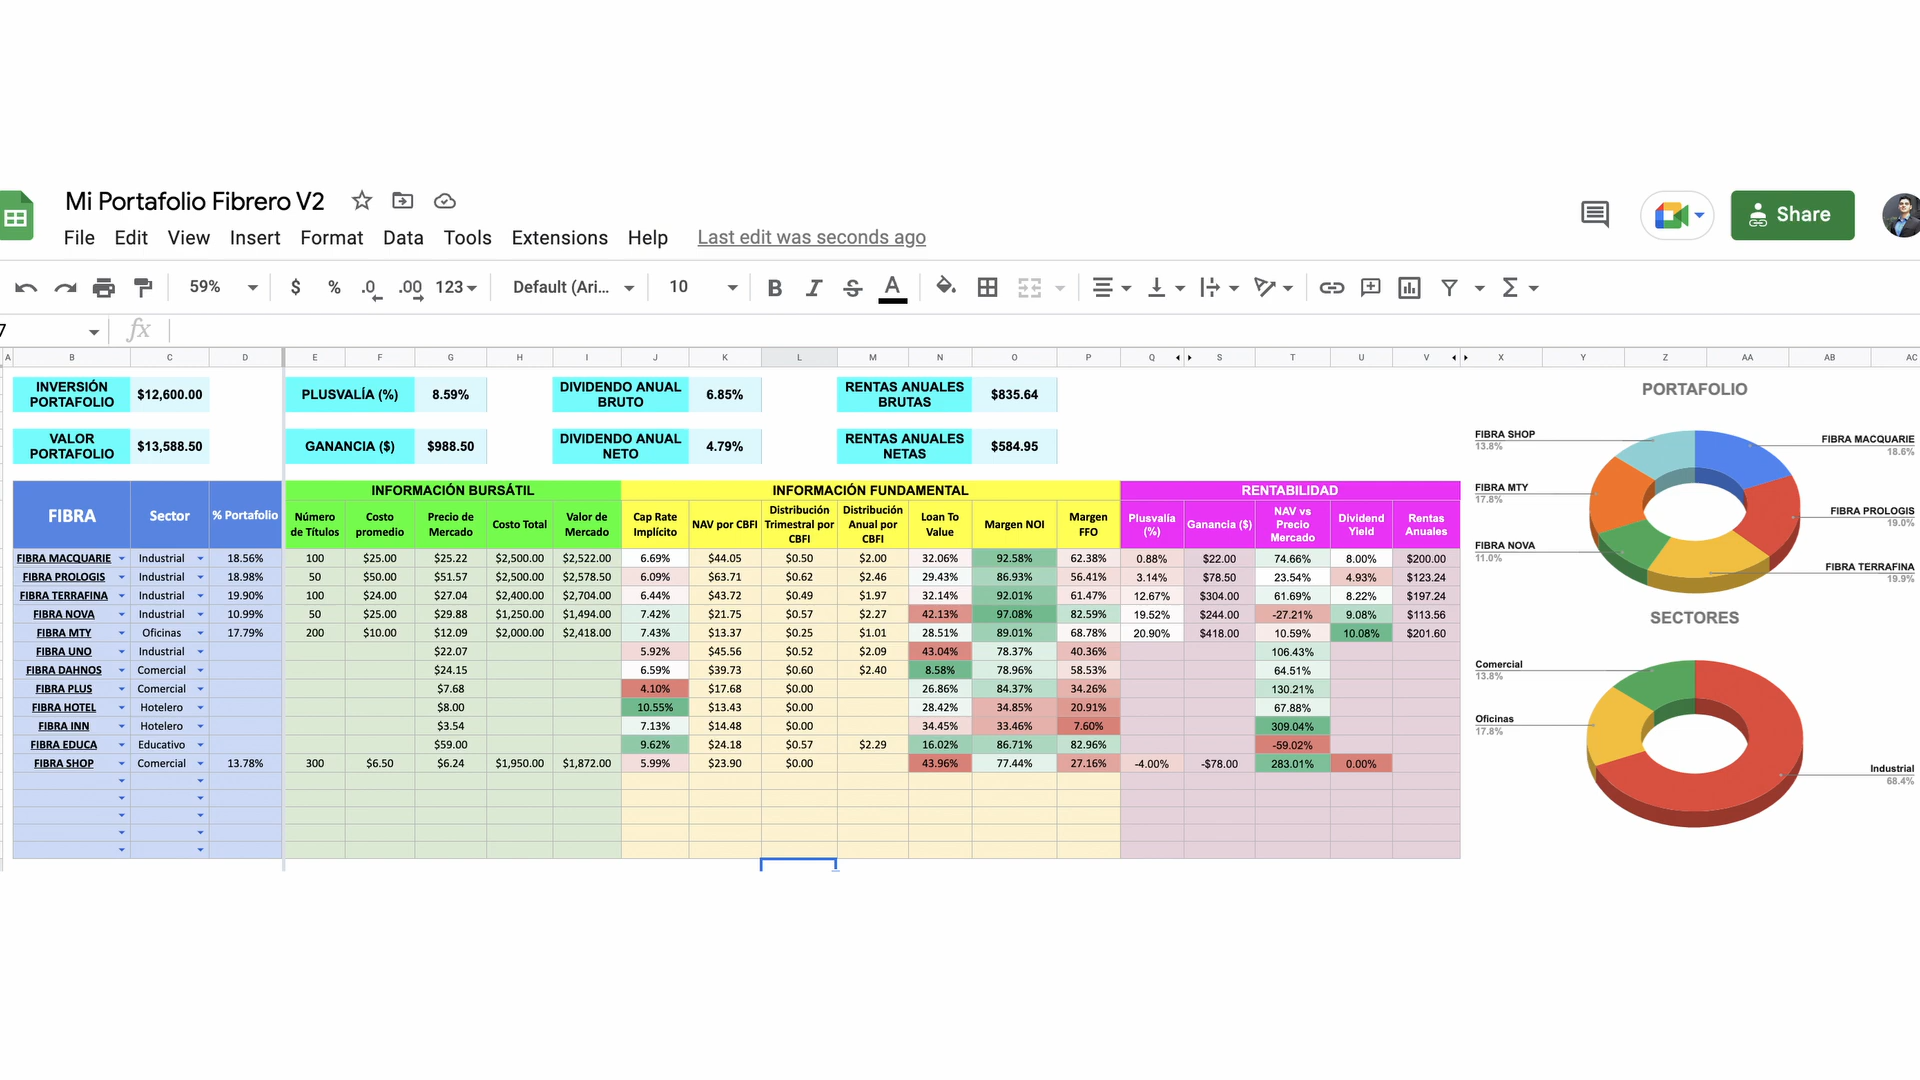 Mi Portafolio Fibrero V2
File Edit View Insert Format Data Tools Extensions Help Last edit was seconds ago
Share
59% $ % .0 .00 123 Default (Ari... 10 B I S A
7 fx
A B C D E F G H I J K L M N O P Q S T U V X Y Z AA AB AC
INVERSIÓN PORTAFOLIO $12,600.00 PLUSVALÍA (%) 8.59% DIVIDENDO ANUAL BRUTO 6.85% RENTAS ANUALES BRUTAS $835.64
VALOR PORTAFOLIO $13,588.50 GANANCIA ($) $988.50 DIVIDENDO ANUAL NETO 4.79% RENTAS ANUALES NETAS $584.95
INFORMACIÓN BURSÁTIL INFORMACIÓN FUNDAMENTAL RENTABILIDAD
FIBRA Sector % Portafolio Número de Títulos Costo promedio Precio de Mercado Costo Total Valor de Mercado Cap Rate Implícito NAV por CBFI Distribución Trimestral por CBFI Distribución Anual por CBFI Loan To Value Margen NOI Margen FFO Plusvalía (%) Ganancia ($) NAV vs Precio Mercado Dividend Yield Rentas Anuales
FIBRA MACQUARIE Industrial 18.56% 100 $25.00 $25.22 $2,500.00 $2,522.00 6.69% $44.05 $0.50 $2.00 32.06% 92.58% 62.38% 0.88% $22.00 74.66% 8.00% $200.00
FIBRA PROLOGIS Industrial 18.98% 50 $50.00 $51.57 $2,500.00 $2,578.50 6.09% $63.71 $0.62 $2.46 29.43% 86.93% 56.41% 3.14% $78.50 23.54% 4.93% $123.24
FIBRA TERRAFINA Industrial 19.90% 100 $24.00 $27.04 $2,400.00 $2,704.00 6.44% $43.72 $0.49 $1.97 32.14% 92.01% 61.47% 12.67% $304.00 61.69% 8.22% $197.24
FIBRA NOVA Industrial 10.99% 50 $25.00 $29.88 $1,250.00 $1,494.00 7.42% $21.75 $0.57 $2.27 42.13% 97.08% 82.59% 19.52% $244.00 -27.21% 9.08% $113.56
FIBRA MTY Oficinas 17.79% 200 $10.00 $12.09 $2,000.00 $2,418.00 7.43% $13.37 $0.25 $1.01 28.51% 89.01% 68.78% 20.90% $418.00 10.59% 10.08% $201.60
FIBRA UNO Industrial $22.07 5.92% $45.56 $0.52 $2.09 43.04% 78.37% 40.36% 106.43%
FIBRA DAHNOS Comercial $24.15 6.59% $39.73 $0.60 $2.40 8.58% 78.96% 58.53% 64.51%
FIBRA PLUS Comercial $7.68 4.10% $17.68 $0.00 26.86% 84.37% 34.26% 130.21%
FIBRA HOTEL Hotelero $8.00 10.55% $13.43 $0.00 28.42% 34.85% 20.91% 67.88%
FIBRA INN Hotelero $3.54 7.13% $14.48 $0.00 34.45% 33.46% 7.60% 309.04%
FIBRA EDUCA Educativo $59.00 9.62% $24.18 $0.57 $2.29 16.02% 86.71% 82.96% -59.02%
FIBRA SHOP Comercial 13.78% 300 $6.50 $6.24 $1,950.00 $1,872.00 5.99% $23.90 $0.00 43.96% 77.44% 27.16% -4.00% -$78.00 283.01% 0.00%
PORTAFOLIO
FIBRA SHOP
13.8%
FIBRA MACQUARIE
18.6%
FIBRA MTY
17.8%
FIBRA PROLOGIS
19.0%
FIBRA NOVA
11.0%
FIBRA TERRAFINA
19.9%
SECTORES
Comercial
13.8%
Oficinas
17.8%
Industrial
68.4%